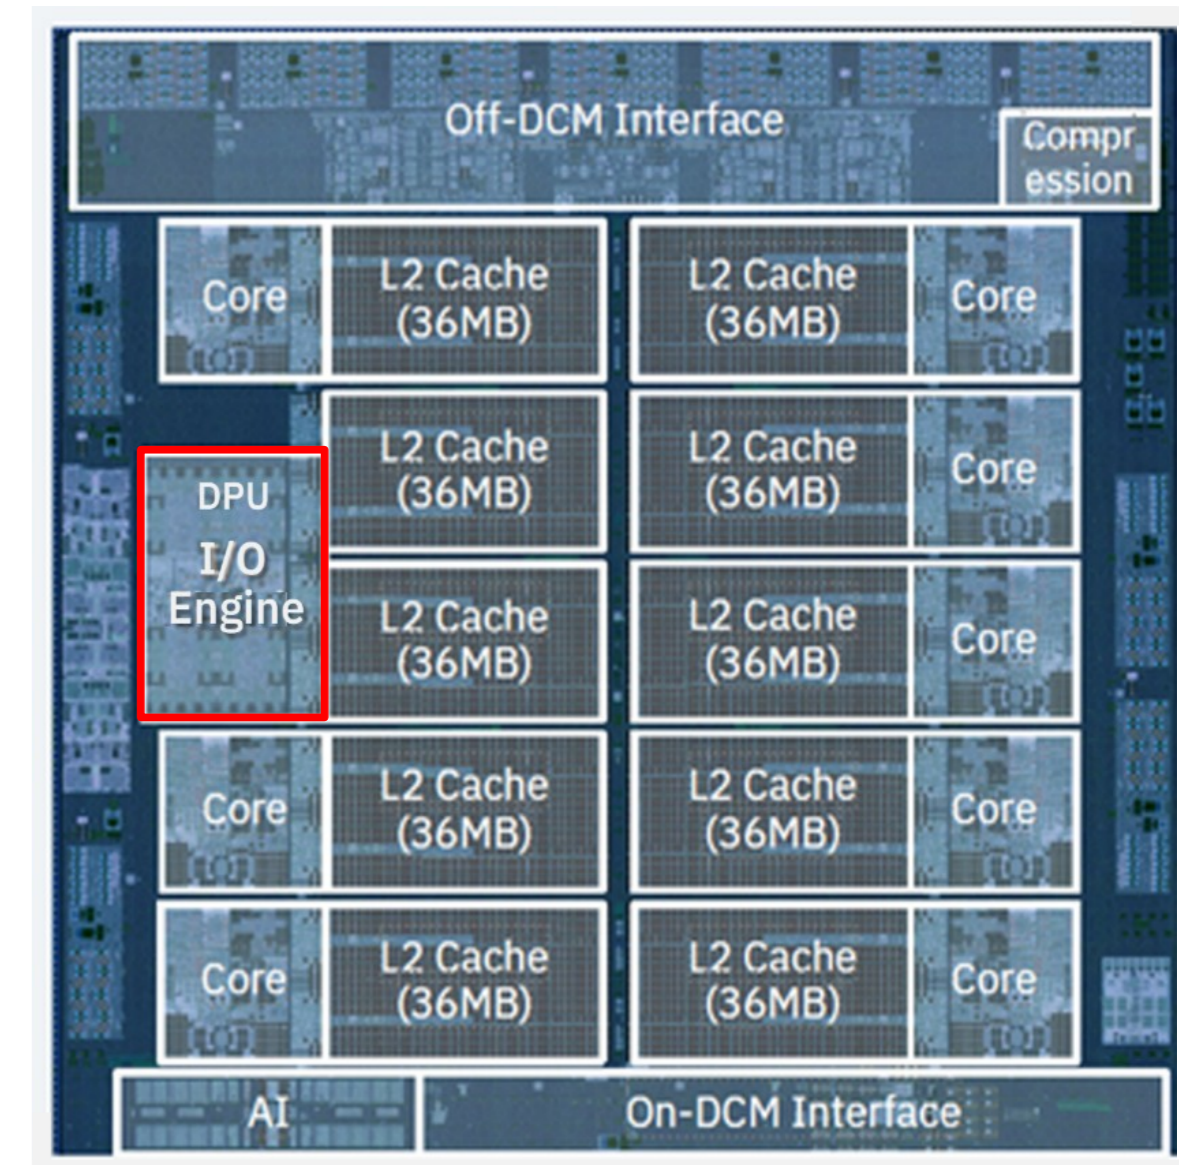 Off-DCM Interface
Compr
ession
Core
L2 Cache
(36MB)
L2 Cache
(36MB)
Core
L2 Cache
(36MB)
L2 Cache
(36MB)
Core
DPU
I/O
Engine
L2 Cache
(36MB)
L2 Cache
(36MB)
Core
Core
L2 Cache
(36MB)
L2 Cache
(36MB)
Core
Core
L2 Cache
(36MB)
L2 Cache
(36MB)
Core
AI
On-DCM Interface